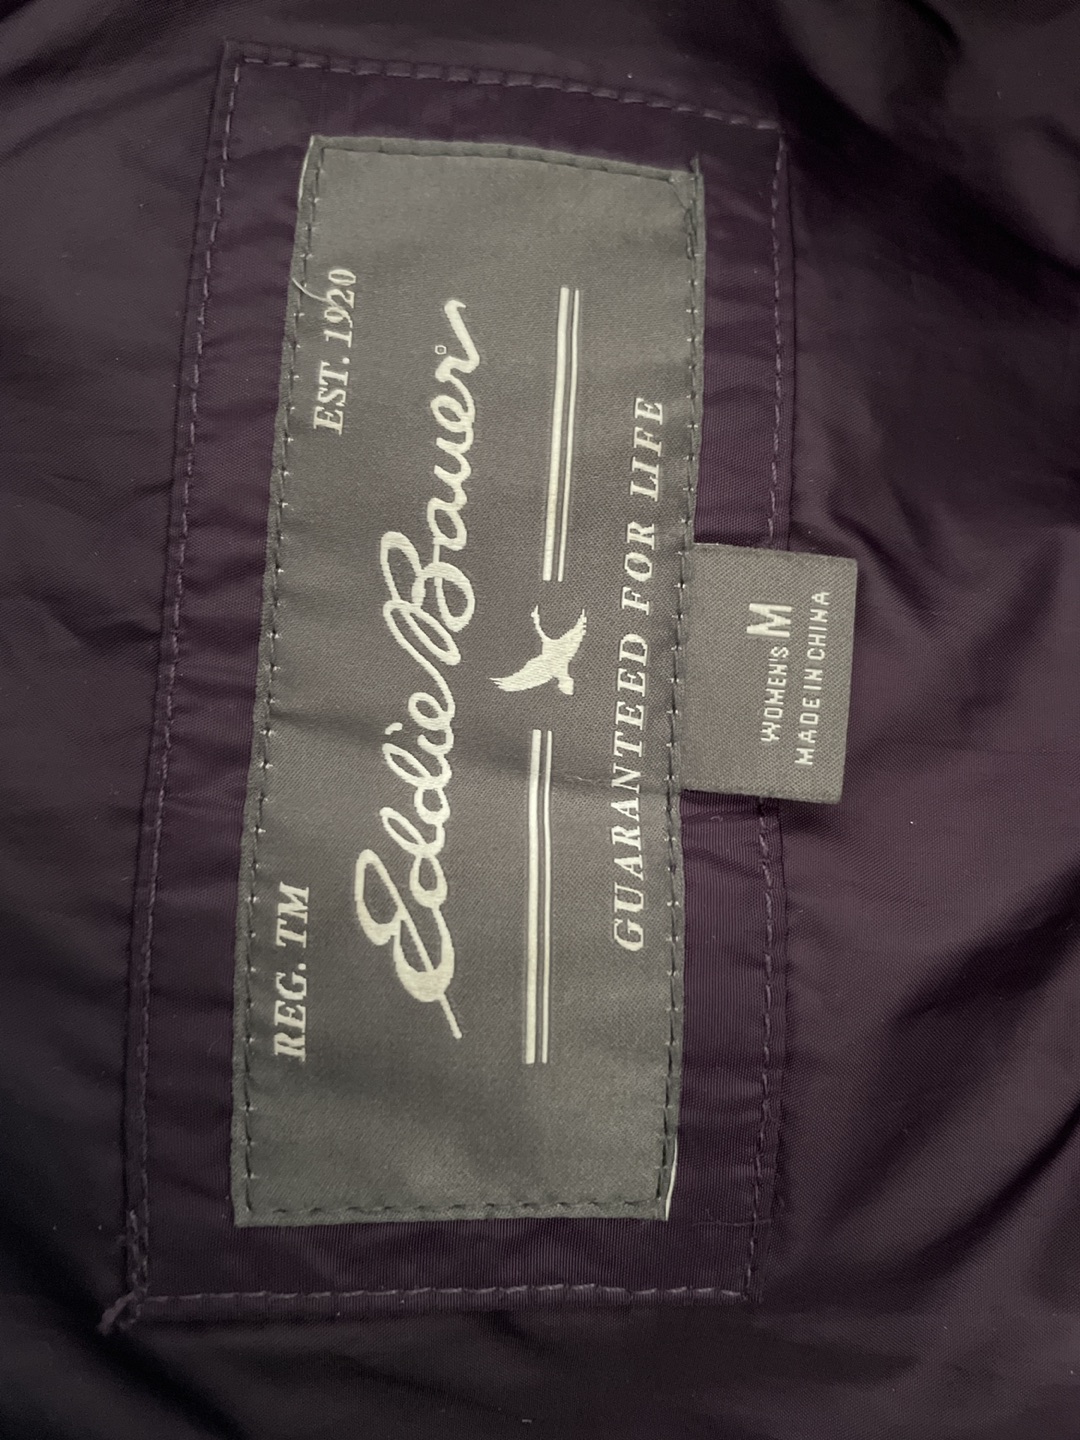 REG. TM EST. 1920
Eddie Bauer
GUARANTEED FOR LIFE
WOMEN'S M
MADE IN CHINA